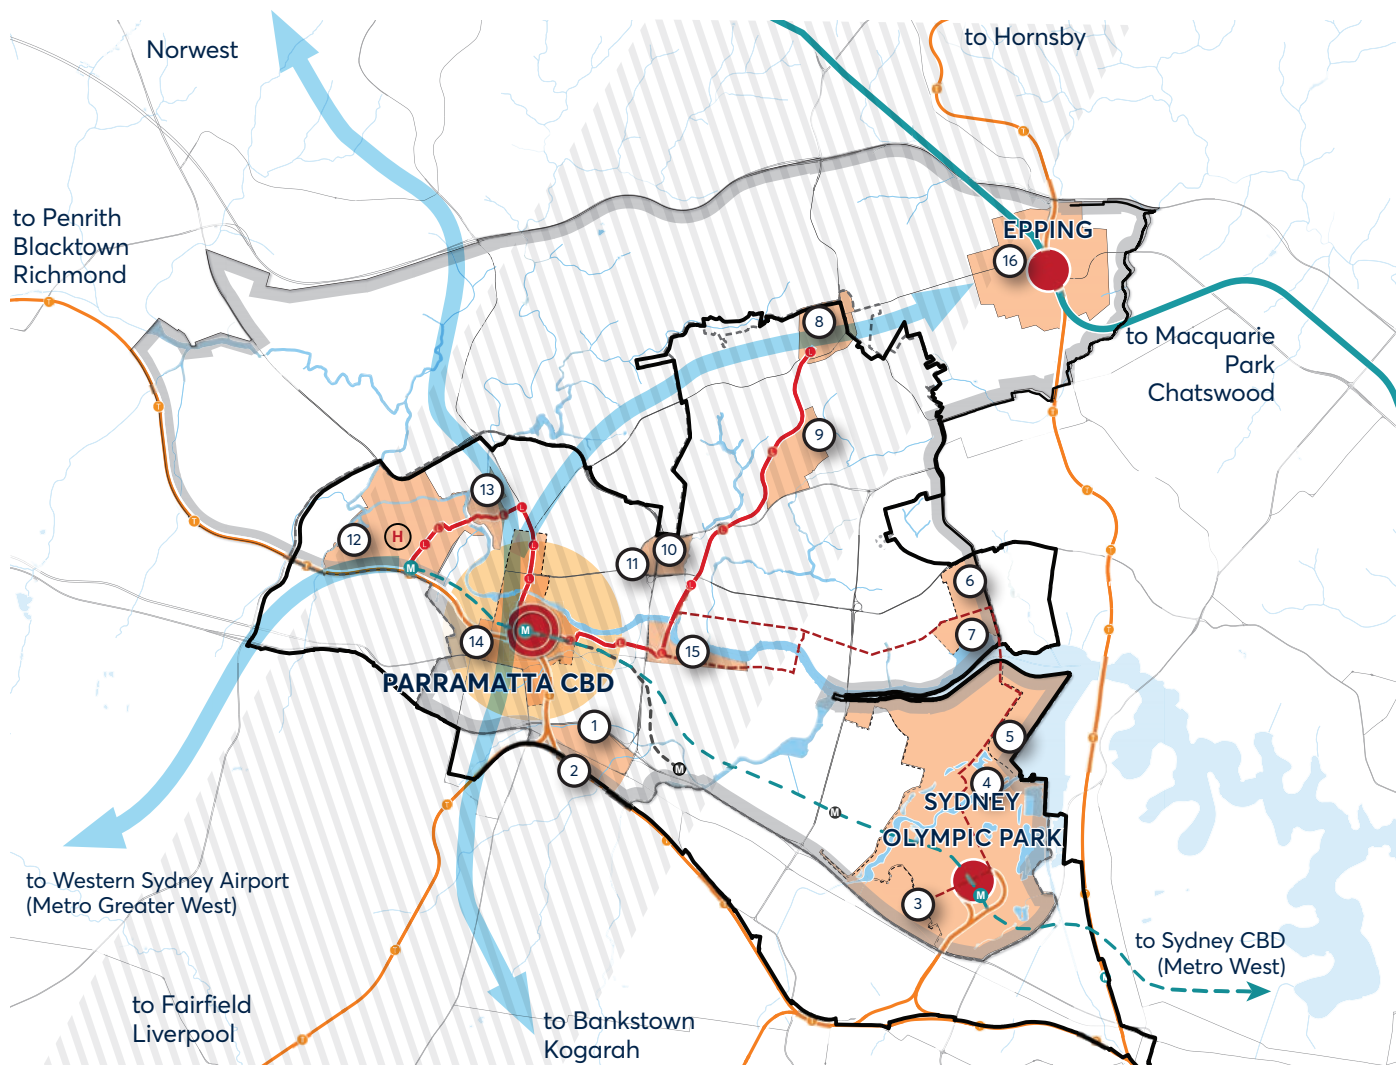 Norwest
to Hornsby
to Penrith
Blacktown
Richmond
EPPING
16
to Macquarie
Park
Chatswood
8
9
13
12
H
10
11
6
7
M
M
14
15
PARRAMATTA CBD
1
2
M
M
5
4
SYDNEY
OLYMPIC PARK
3
M
to Western Sydney Airport
(Metro Greater West)
to Sydney CBD
(Metro West)
to Fairfield
Liverpool
to Bankstown
Kogarah